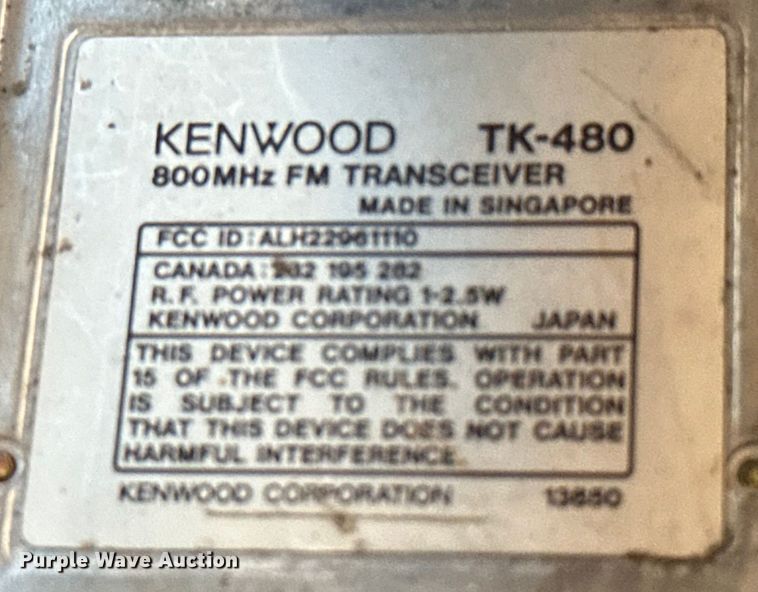 KENWOOD TK-480
800MHz FM TRANSCEIVER
MADE IN SINGAPORE
FCC ID: ALH22961110
CANADA: 282 195 282
R.F. POWER RATING 1-2.5W
KENWOOD CORPORATION JAPAN
THIS DEVICE COMPLIES WITH PART
15 OF THE FCC RULES. OPERATION
IS SUBJECT TO THE CONDITION
THAT THIS DEVICE DOES NOT CAUSE
HARMFUL INTERFERENCE.
KENWOOD CORPORATION
Purple Wave Auction